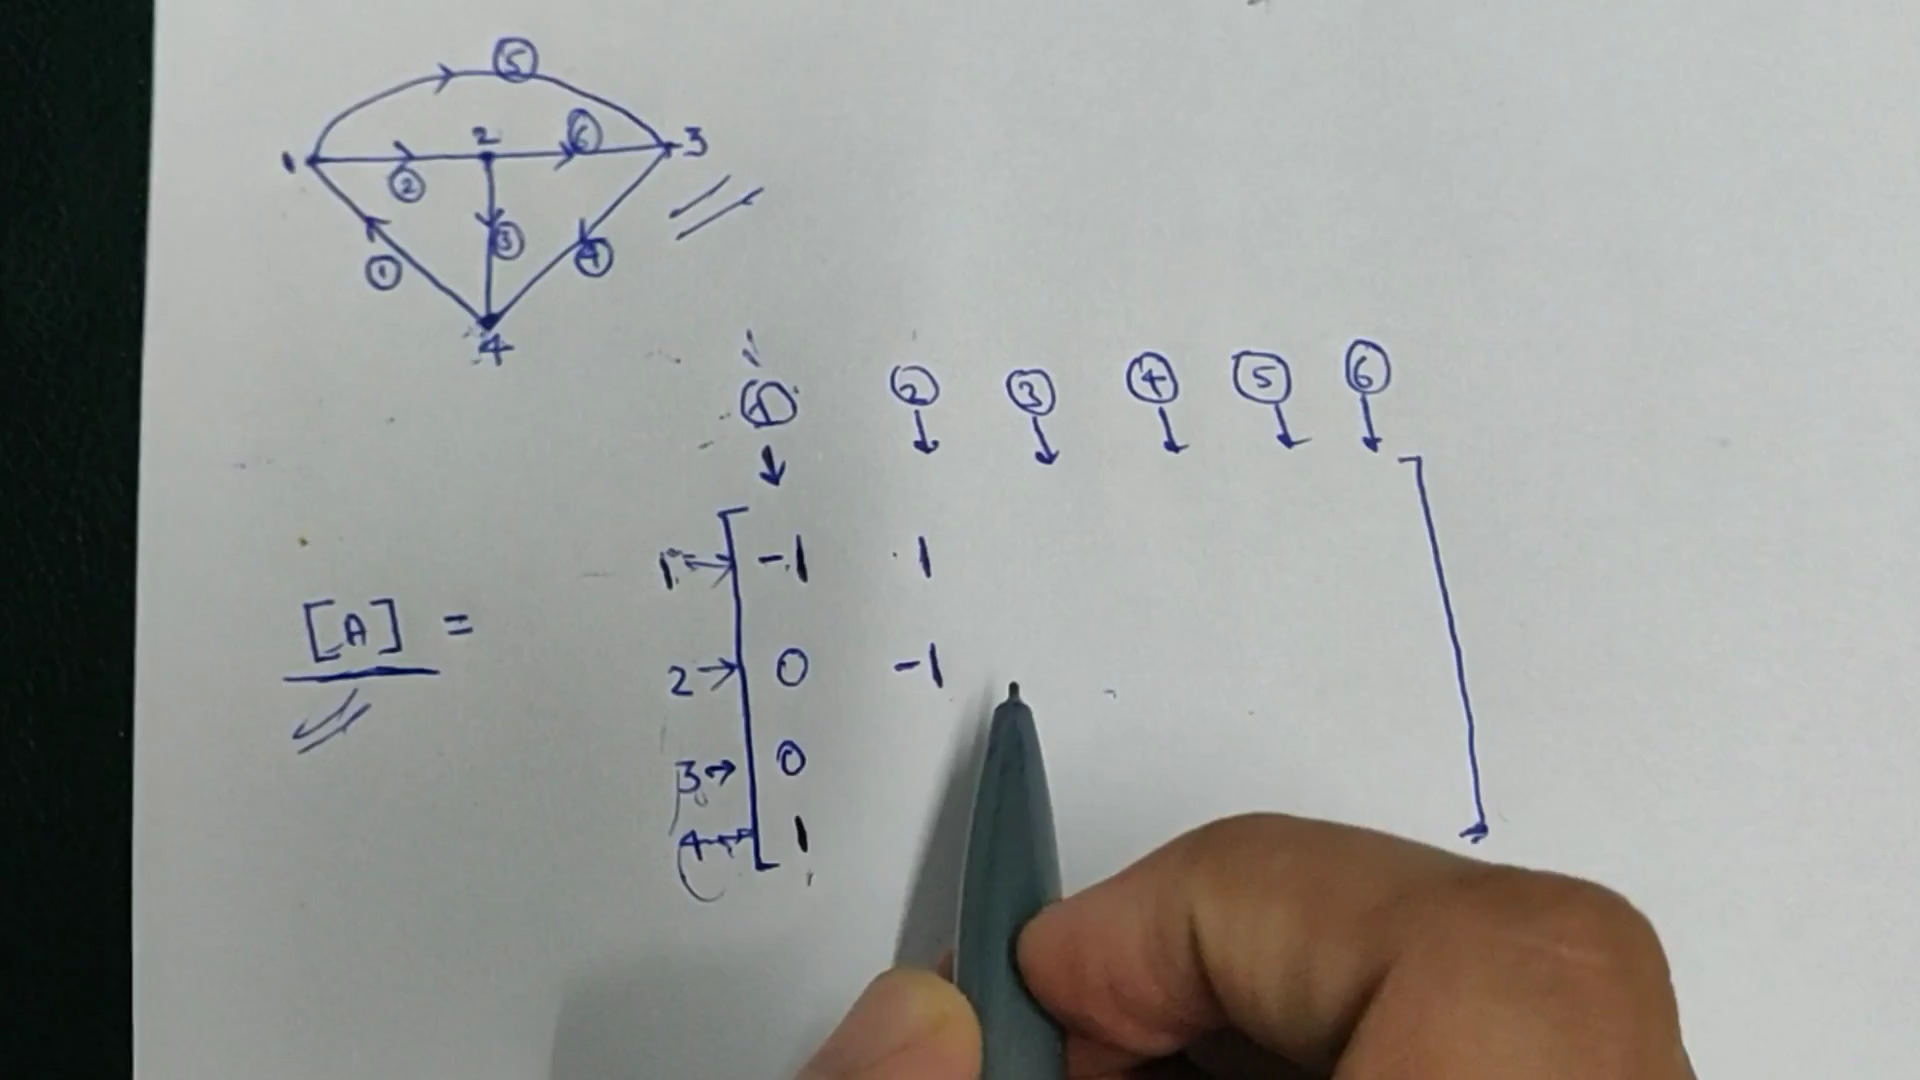 5
1 2 6 3
2
3
1 4
4
1 2 3 4 5 6
1 → -1 1
[A] =
2 → 0 -1
3 → 0
4 → 1